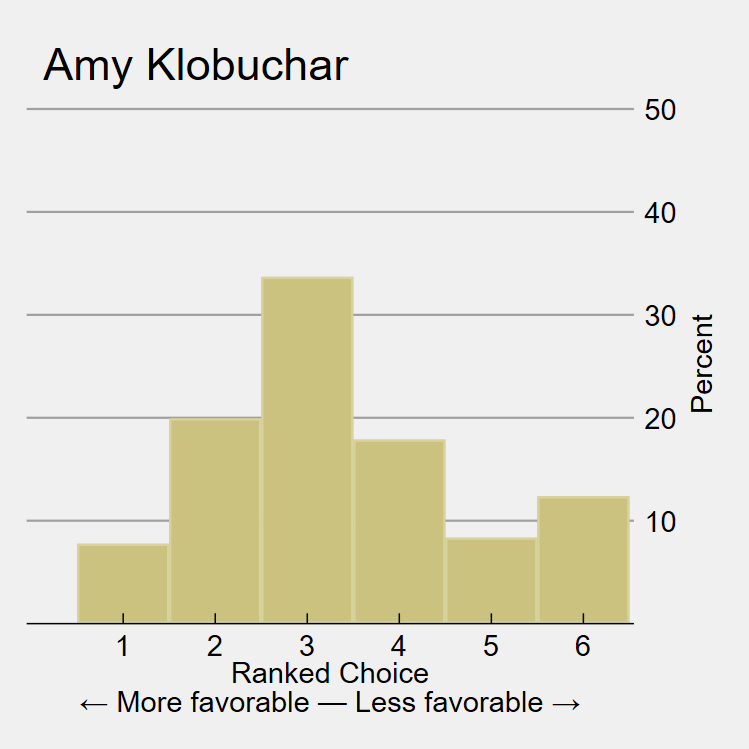 Amy Klobuchar
50
40
30
20
10
Percent
1 2 3 4 5 6
Ranked Choice
← More favorable — Less favorable →